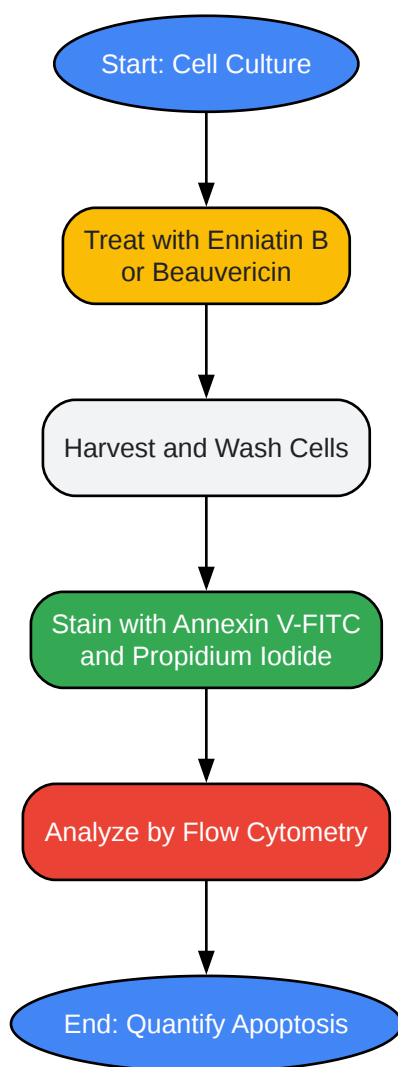 Start: Cell Culture
Treat with Enniatin B
or Beauvericin
Harvest and Wash Cells
Stain with Annexin V-FITC
and Propidium Iodide
Analyze by Flow Cytometry
End: Quantify Apoptosis